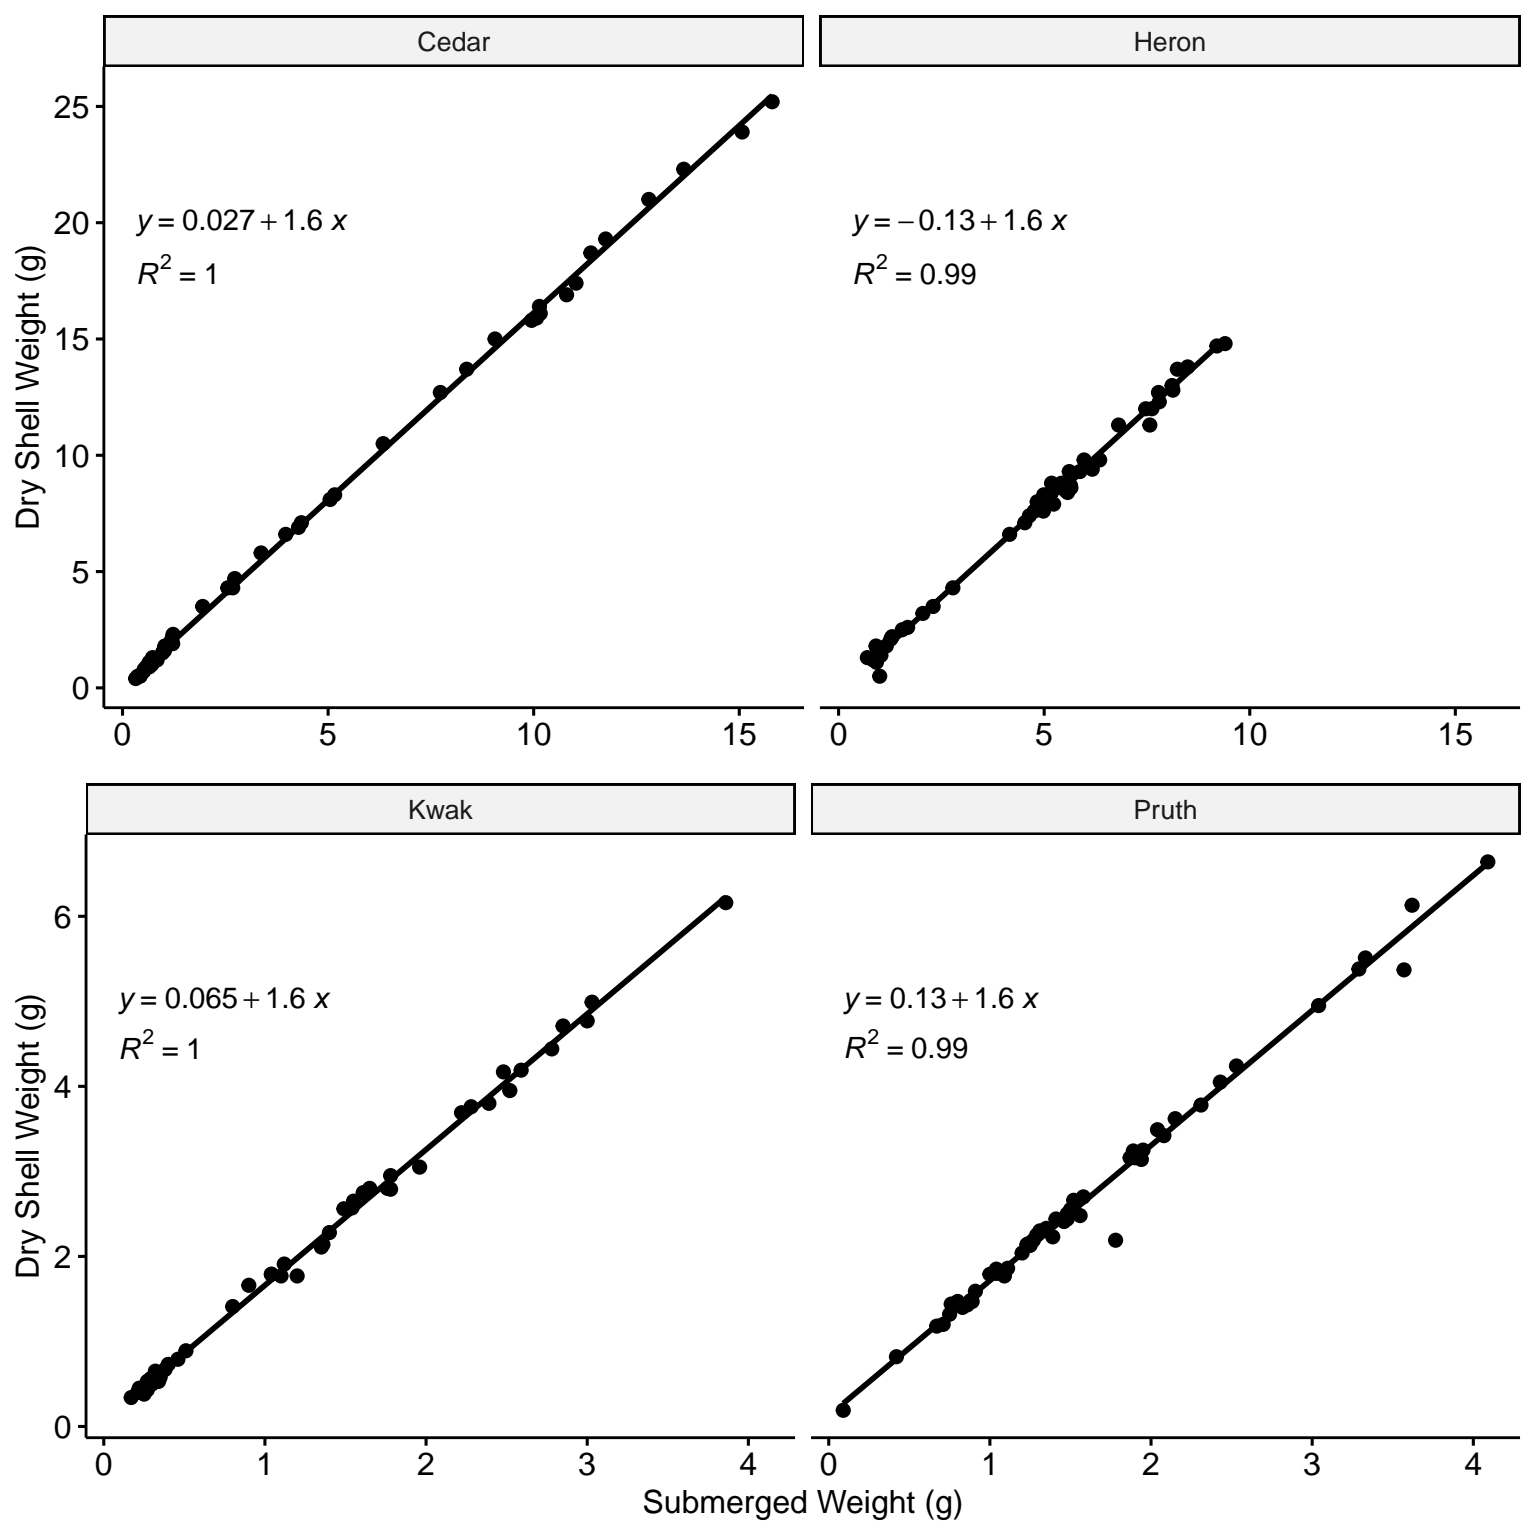 Cedar
Heron
Dry Shell Weight (g)
25
20
15
10
5
0
y = 0.027 + 1.6 x
R² = 1
y = −0.13 + 1.6 x
R² = 0.99
0 5 10 15
0 5 10 15
Kwak
Pruth
Dry Shell Weight (g)
6
4
2
0
y = 0.065 + 1.6 x
R² = 1
y = 0.13 + 1.6 x
R² = 0.99
0 1 2 3 4
0 1 2 3 4
Submerged Weight (g)